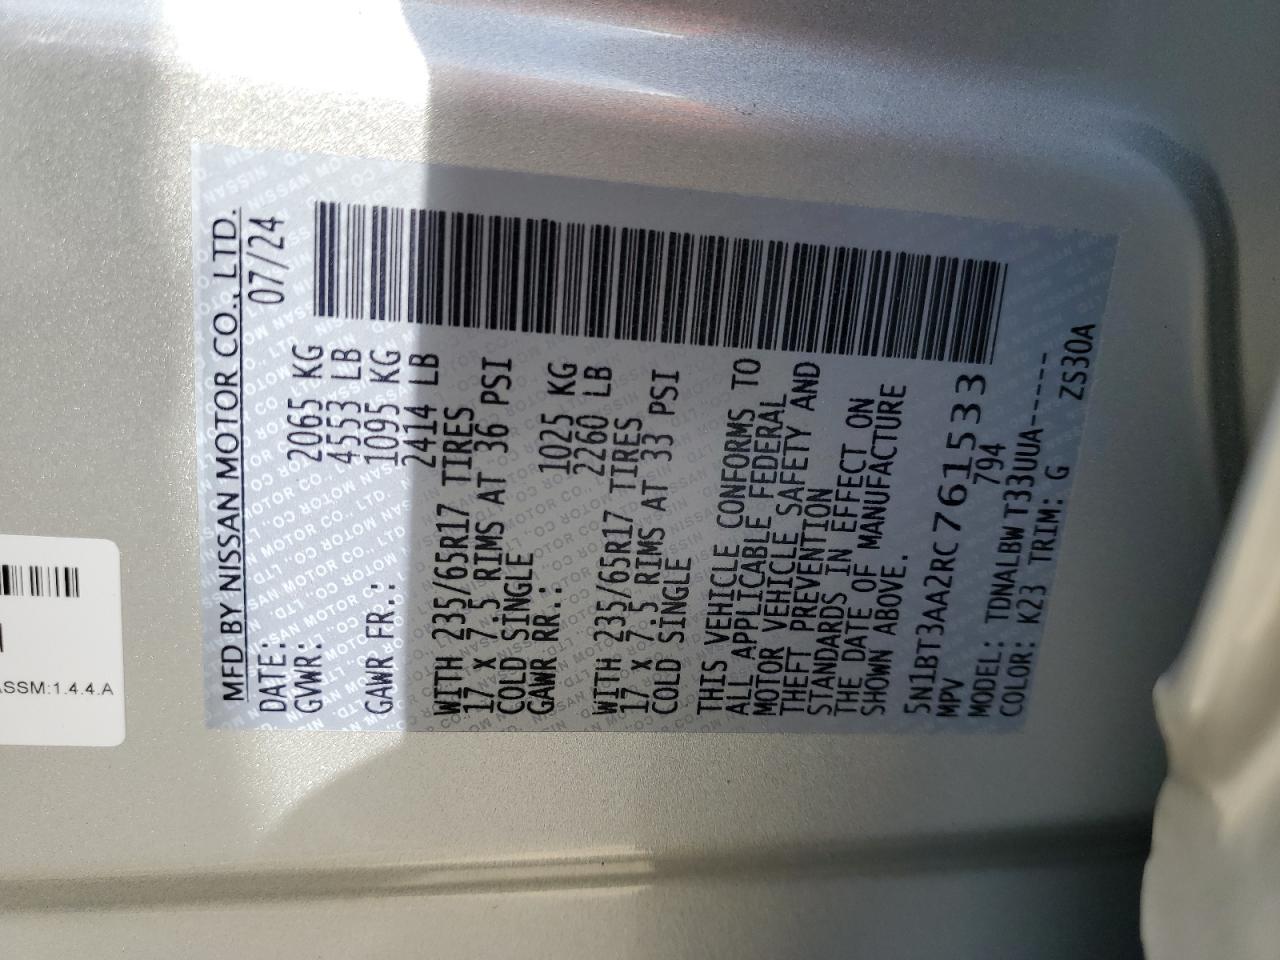 MFD BY NISSAN MOTOR CO., LTD.
DATE: 07/24
GVWR: 2065 KG
4553 LB
GAWR FR.: 1095 KG
2414 LB
WITH 235/65R17 TIRES
17 X 7.5 RIMS AT 36 PSI
COLD SINGLE
GAWR RR.: 1025 KG
2260 LB
WITH 235/65R17 TIRES
17 X 7.5 RIMS AT 33 PSI
COLD SINGLE
THIS VEHICLE CONFORMS TO
ALL APPLICABLE FEDERAL
MOTOR VEHICLE SAFETY AND
THEFT PREVENTION
STANDARDS IN EFFECT ON
THE DATE OF MANUFACTURE
SHOWN ABOVE.
5N1BT3AA2RC761533
MPV 794
MODEL: TDNALBW T33UUA-----
COLOR: K23 TRIM: G ZS30A
ASSM:1.4.4.A